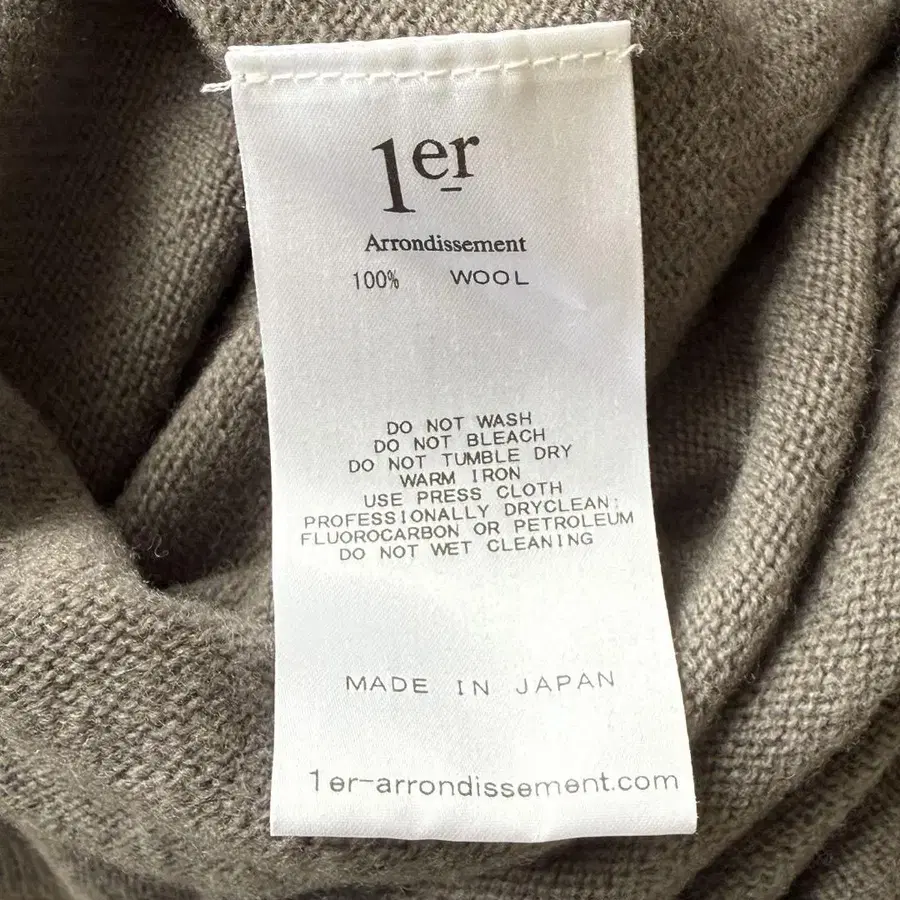 1er
Arrondissement
100% WOOL
DO NOT WASH
DO NOT BLEACH
DO NOT TUMBLE DRY
WARM IRON
USE PRESS CLOTH
PROFESSIONALLY DRYCLEAN;
FLUOROCARBON OR PETROLEUM
DO NOT WET CLEANING
MADE IN JAPAN
1er-arrondissement.com